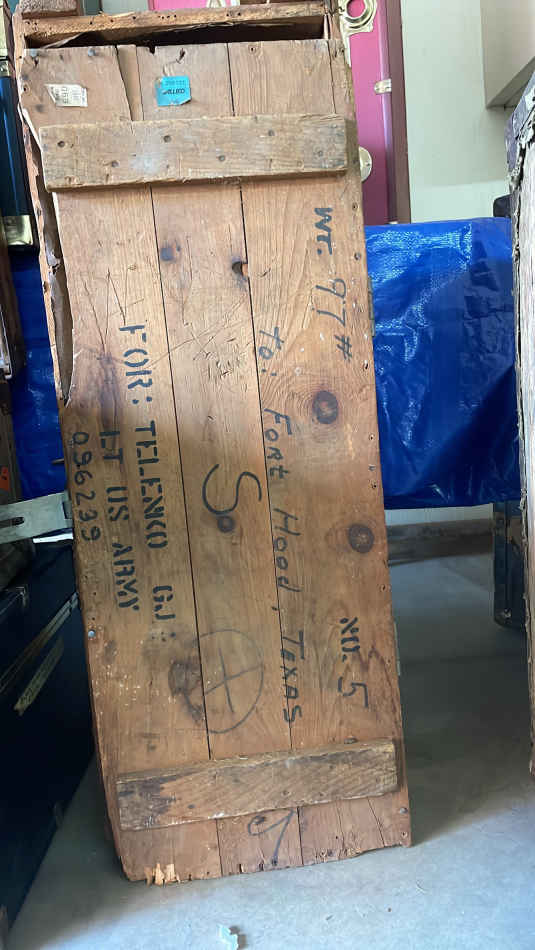 WT. 97#
NO. 5
To: Fort Hood, Texas
S
FOR: TELENKO G.J.
LT US ARMY
096239